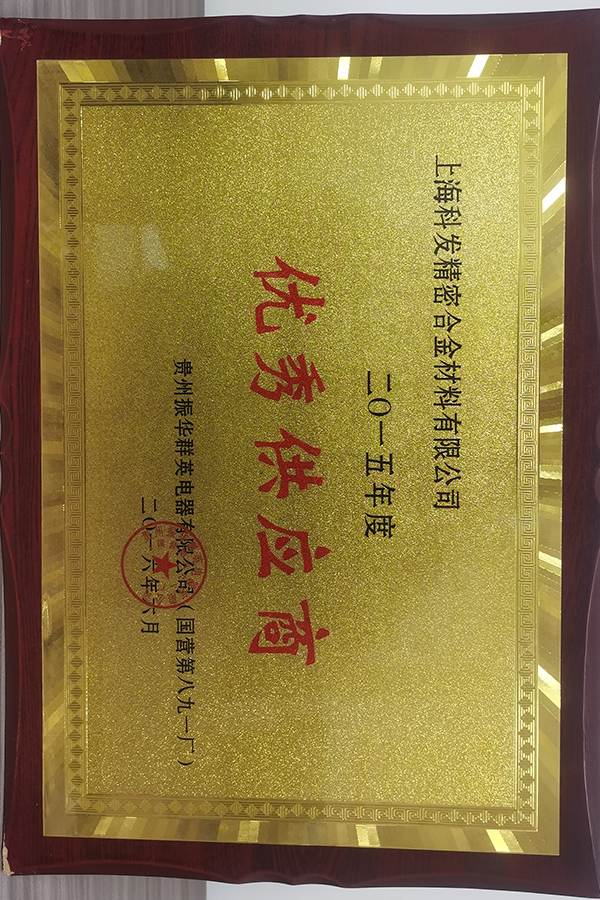 上海科发精密合金材料有限公司
二〇一五年度
优秀供应商
贵州振华群英电器有限公司（国营第八九一厂）
二〇一六年六月